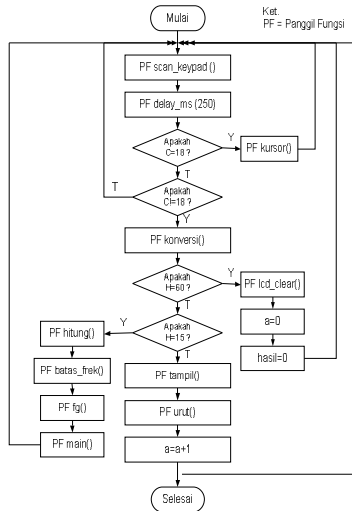 Mulai
Ket.
PF = Panggil Fungsi
PF scan_keypad ()
PF delay_ms (250)
Apakah
C=18 ?
Y
PF kursor()
T
Apakah
C!=18 ?
T
Y
PF konversi()
Apakah
H=60 ?
Y
PF lcd_clear()
T
a=0
hasil=0
Apakah
H=15 ?
Y
PF hitung()
T
PF batas_frek()
PF fg()
PF main()
PF tampil()
PF urut()
a=a+1
Selesai